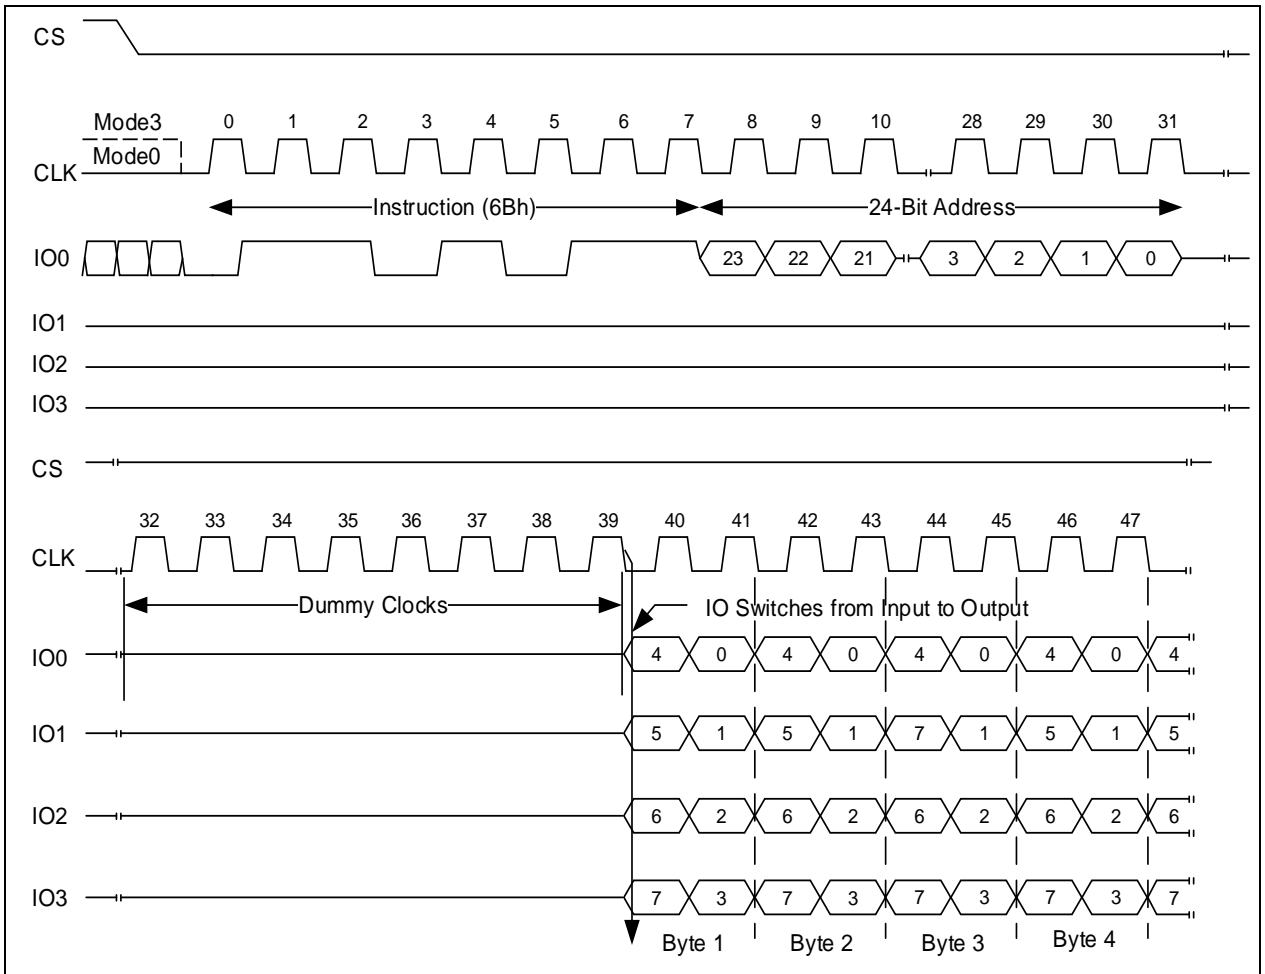 CS
Mode3
0 1 2 3 4 5 6 7 8 9 10 28 29 30 31
Mode0
CLK
Instruction (6Bh) 24-Bit Address
IO0 23 22 21 3 2 1 0
IO1
IO2
IO3
CS
32 33 34 35 36 37 38 39 40 41 42 43 44 45 46 47
CLK
Dummy Clocks IO Switches from Input to Output
IO0 4 0 4 0 4 0 4 0 4
IO1 5 1 5 1 7 1 5 1 5
IO2 6 2 6 2 6 2 6 2 6
IO3 7 3 7 3 7 3 7 3 7
Byte 1 Byte 2 Byte 3 Byte 4